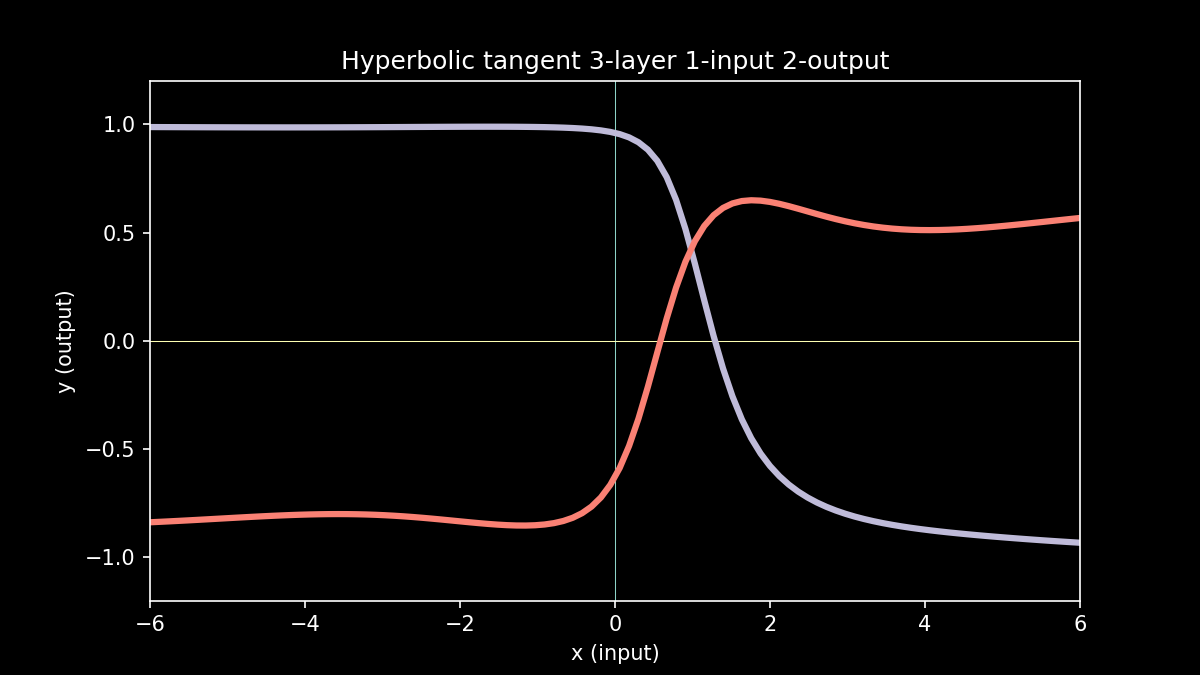 Hyperbolic tangent 3-layer 1-input 2-output
1.0
0.5
0.0
−0.5
−1.0
y (output)
−6 −4 −2 0 2 4 6
x (input)